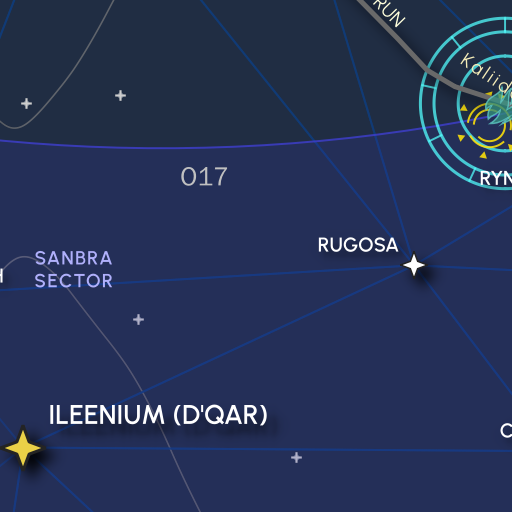 RUN
Kaliid
017
RYN
RUGOSA
SANBRA
SECTOR
ILEENIUM (D'QAR)